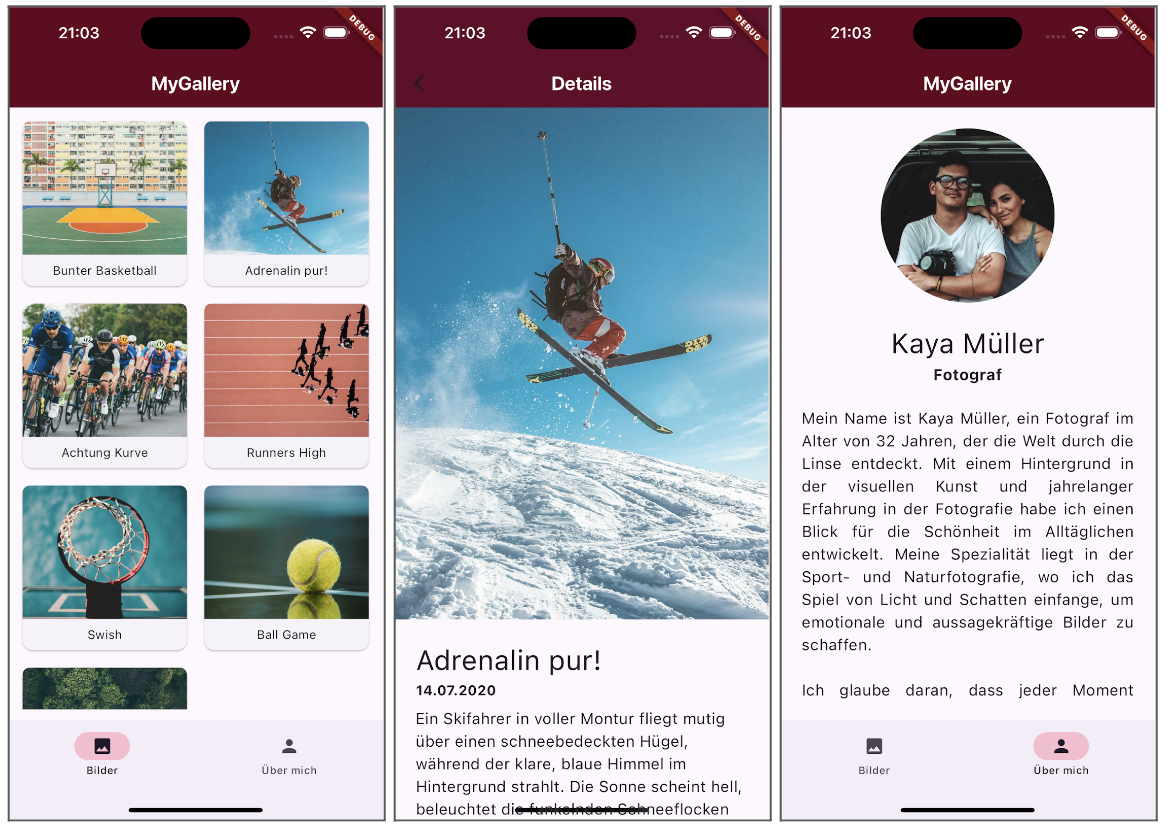 21:03
DEBUG
MyGallery
Bunter Basketball
Adrenalin pur!
Achtung Kurve
Runners High
Swish
Ball Game
Bilder
Über mich
21:03
DEBUG
Details
Adrenalin pur!
14.07.2020
Ein Skifahrer in voller Montur fliegt mutig
über einen schneebedeckten Hügel,
während der klare, blaue Himmel im
Hintergrund strahlt. Die Sonne scheint hell,
beleuchtet die funkelnden Schneeflocken
21:03
DEBUG
MyGallery
Kaya Müller
Fotograf
Mein Name ist Kaya Müller, ein Fotograf im
Alter von 32 Jahren, der die Welt durch die
Linse entdeckt. Mit einem Hintergrund in
der visuellen Kunst und jahrelanger
Erfahrung in der Fotografie habe ich einen
Blick für die Schönheit im Alltäglichen
entwickelt. Meine Spezialität liegt in der
Sport- und Naturfotografie, wo ich das
Spiel von Licht und Schatten einfange, um
emotionale und aussagekräftige Bilder zu
schaffen.
Ich glaube daran, dass jeder Moment
Bilder
Über mich